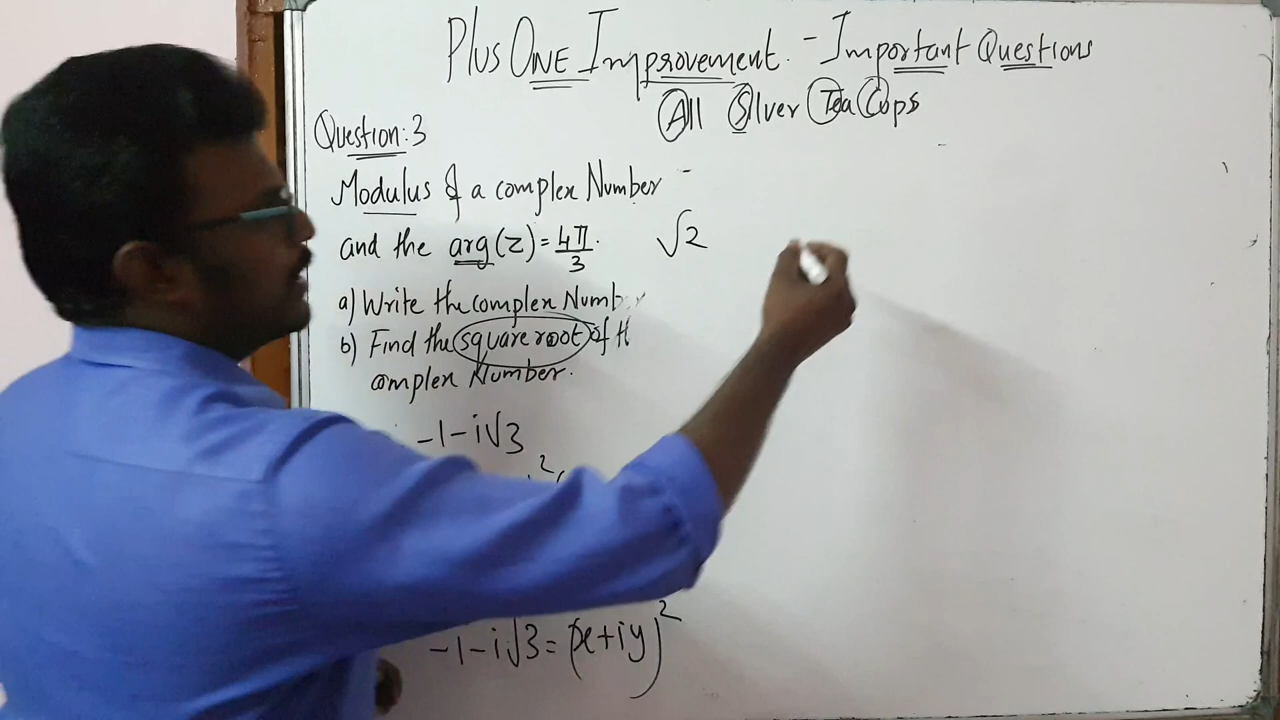 Plus ONE Improvement. - Important Questions
All Silver Tea Cups
Question:3
Modulus of a complex Number -
and the arg(z) = 4π/3. √2
a) Write the complex Number
b) Find the square root of
complex Number.
-1-i√3
2
-1-i√3 = (x+iy)²